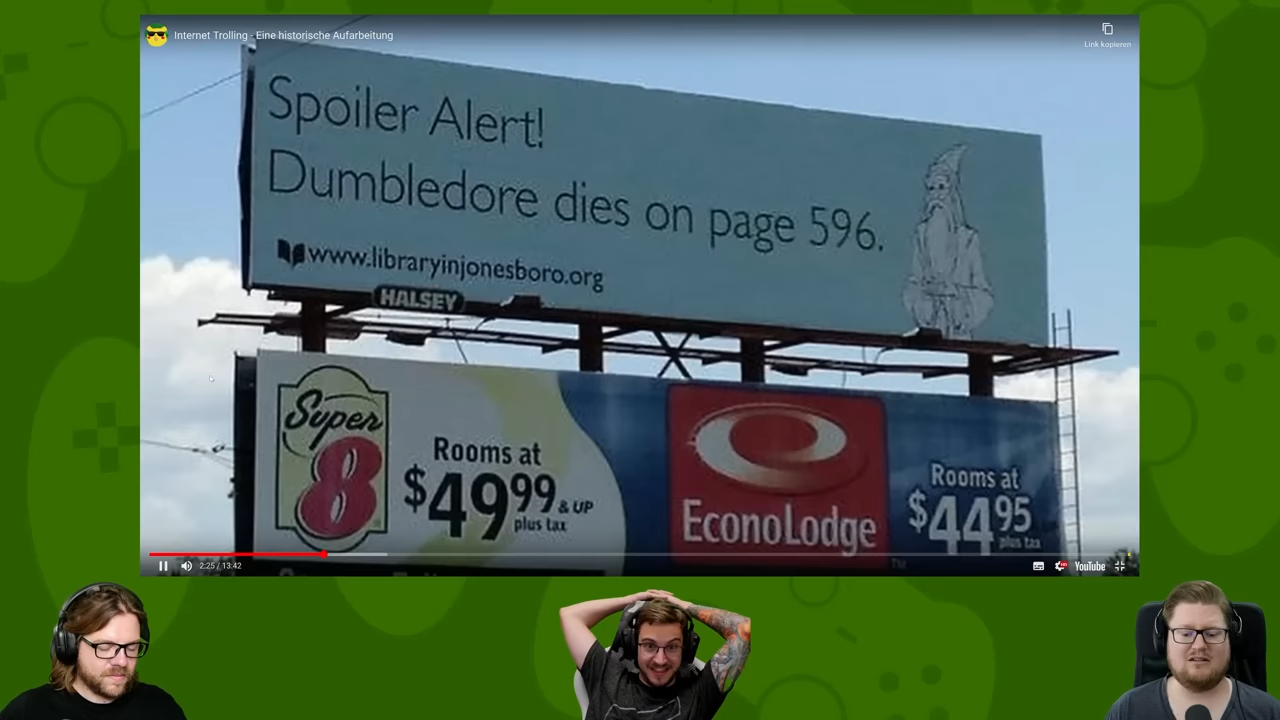 Internet Trolling - Eine historische Aufarbeitung
Link kopieren
Spoiler Alert!
Dumbledore dies on page 596.
www.libraryinjonesboro.org
HALSEY
Super
8
Rooms at
$49.99
& UP
plus tax
EconoLodge
TM
Rooms at
$44.95
plus tax
2:25 / 13:42
YouTube